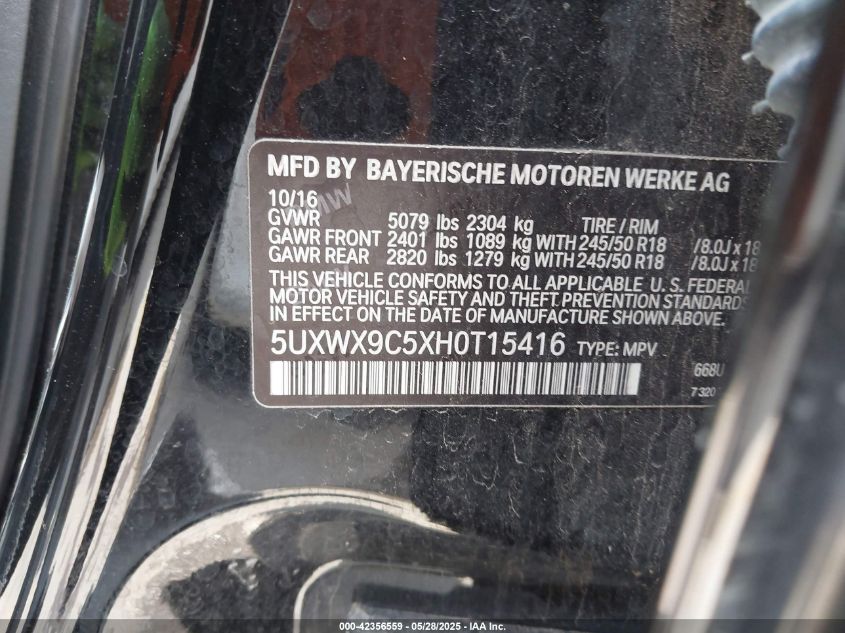 MFD BY BAYERISCHE MOTOREN WERKE AG
10/16
GVWR 5079 lbs 2304 kg TIRE / RIM
GAWR FRONT 2401 lbs 1089 kg WITH 245/50 R18 /8.0J x 18
GAWR REAR 2820 lbs 1279 kg WITH 245/50 R18 /8.0J x 18
THIS VEHICLE CONFORMS TO ALL APPLICABLE U.S. FEDERAL
MOTOR VEHICLE SAFETY AND THEFT PREVENTION STANDARDS
IN EFFECT ON THE DATE OF MANUFACTURE SHOWN ABOVE.
5UXWX9C5XH0T15416 TYPE: MPV
668U
7320
BMW
000-42356559 - 05/28/2025 - IAA Inc.